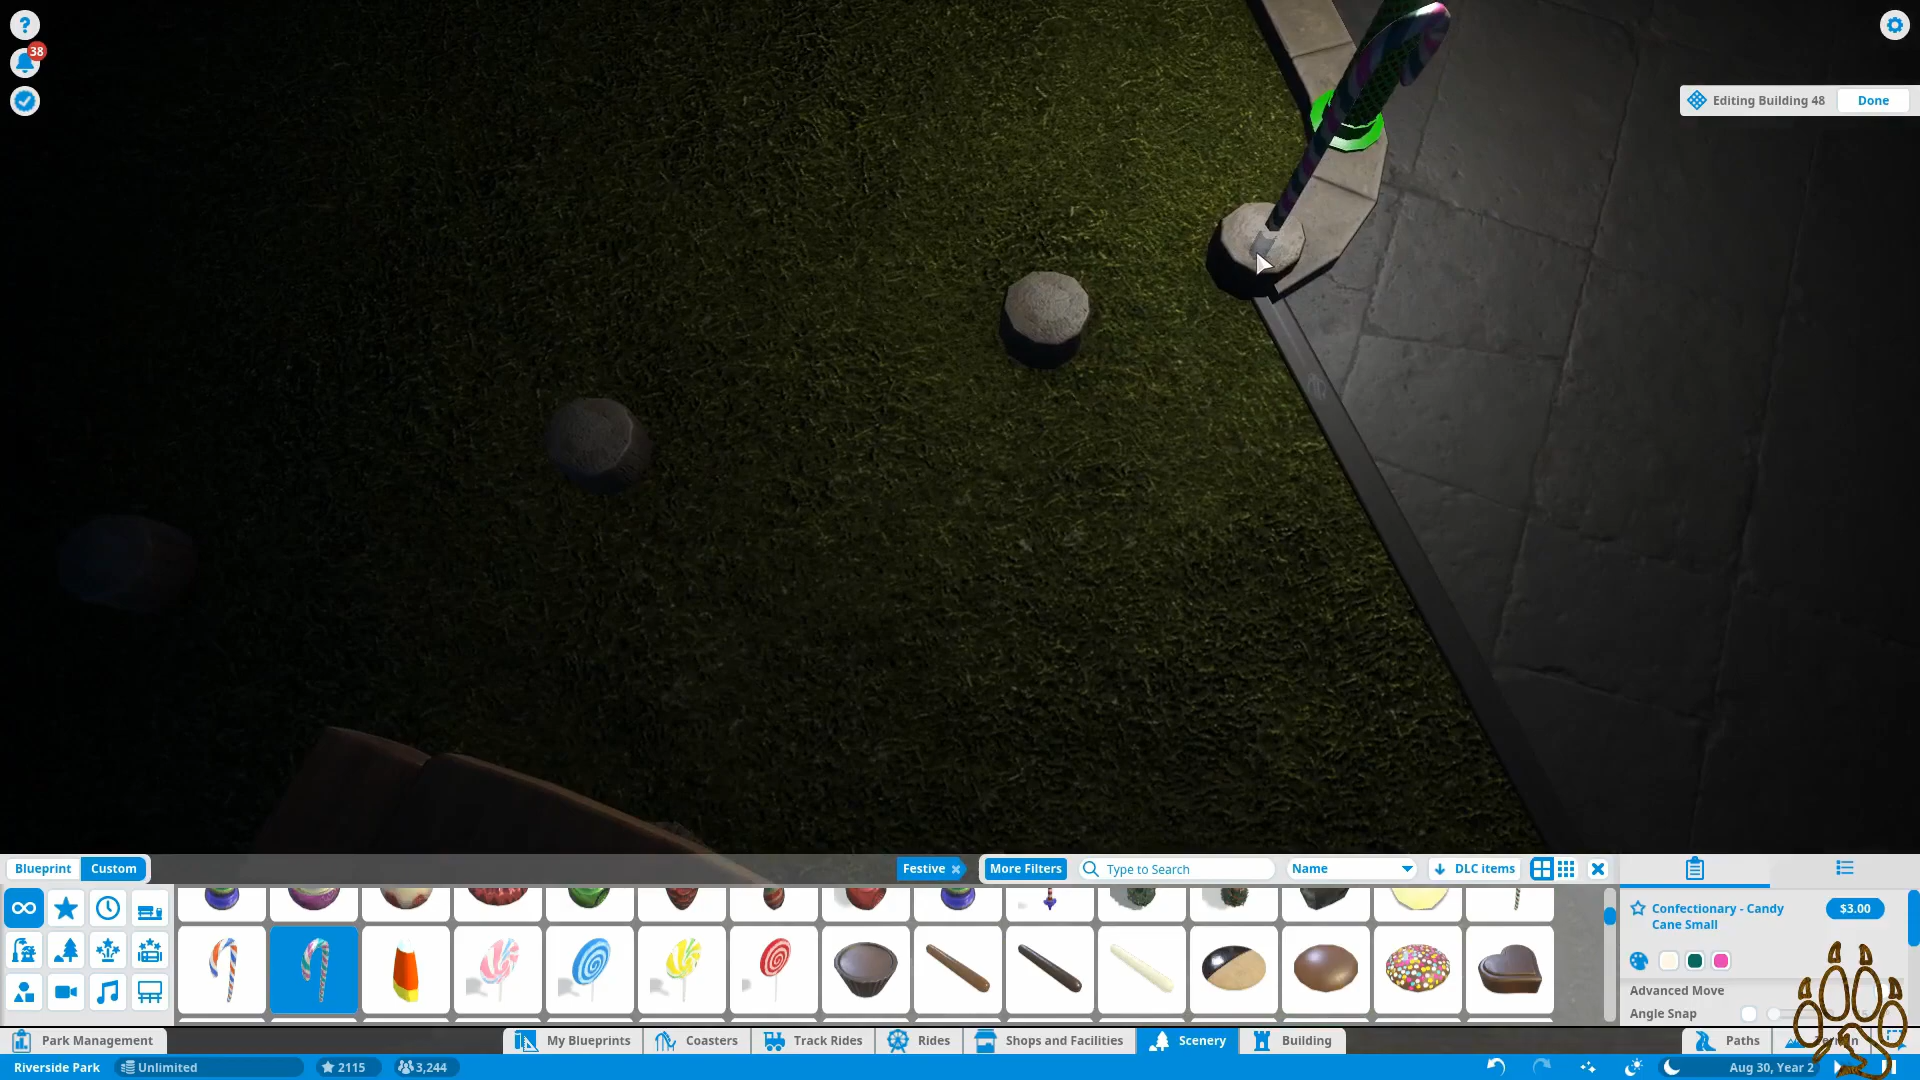 ?
38
Editing Building 48
Done
Blueprint
Custom
Festive ×
More Filters
Type to Search
Name
DLC items
Confectionary - Candy
Cane Small
$3.00
Advanced Move
Angle Snap
Park Management
My Blueprints
Coasters
Track Rides
Rides
Shops and Facilities
Scenery
Building
Paths
Riverside Park
Unlimited
2115
3,244
Aug 30, Year 2